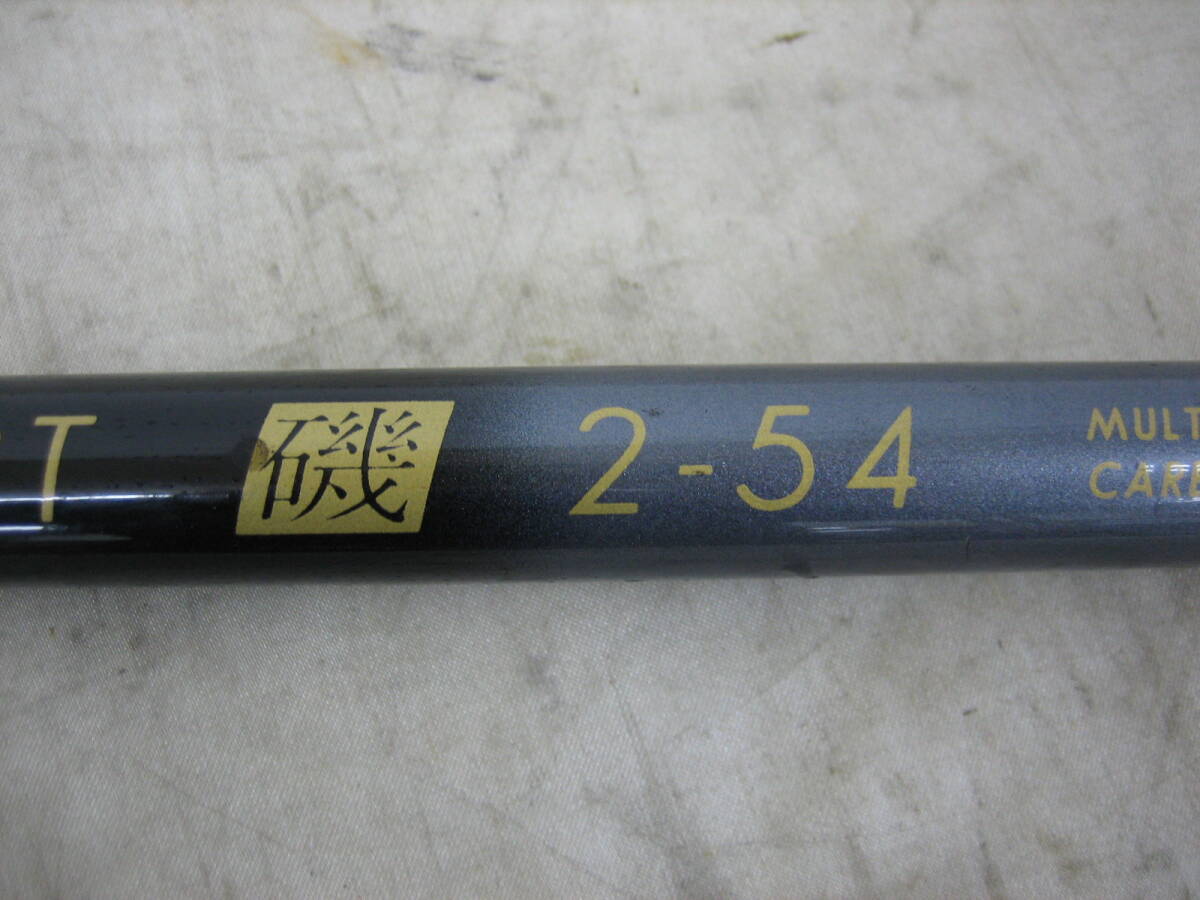 T 磯 2-54
MULT
CARB